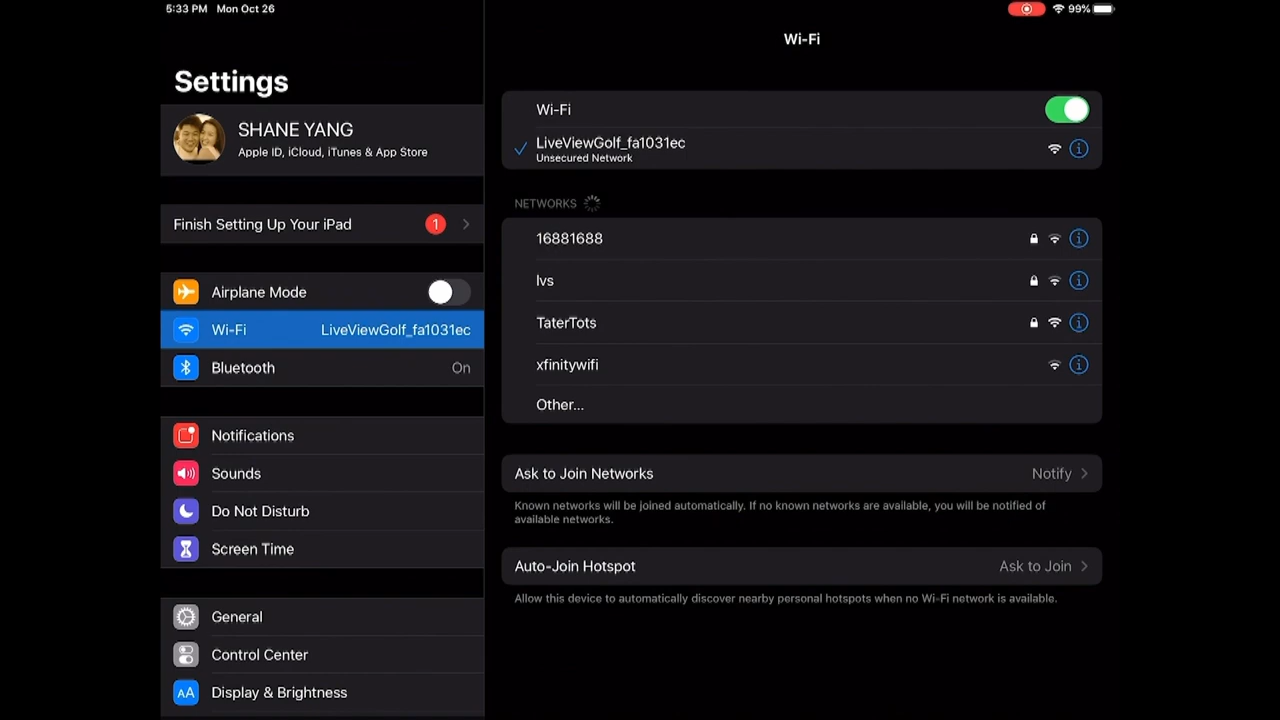 5:33 PM Mon Oct 26
99%
Settings
SHANE YANG
Apple ID, iCloud, iTunes & App Store
Finish Setting Up Your iPad 1
Airplane Mode
Wi-Fi LiveViewGolf_fa1031ec
Bluetooth On
Notifications
Sounds
Do Not Disturb
Screen Time
General
Control Center
AA Display & Brightness
Wi-Fi
Wi-Fi
LiveViewGolf_fa1031ec
Unsecured Network
NETWORKS
16881688
lvs
TaterTots
xfinitywifi
Other...
Ask to Join Networks Notify
Known networks will be joined automatically. If no known networks are available, you will be notified of
available networks.
Auto-Join Hotspot Ask to Join
Allow this device to automatically discover nearby personal hotspots when no Wi-Fi network is available.